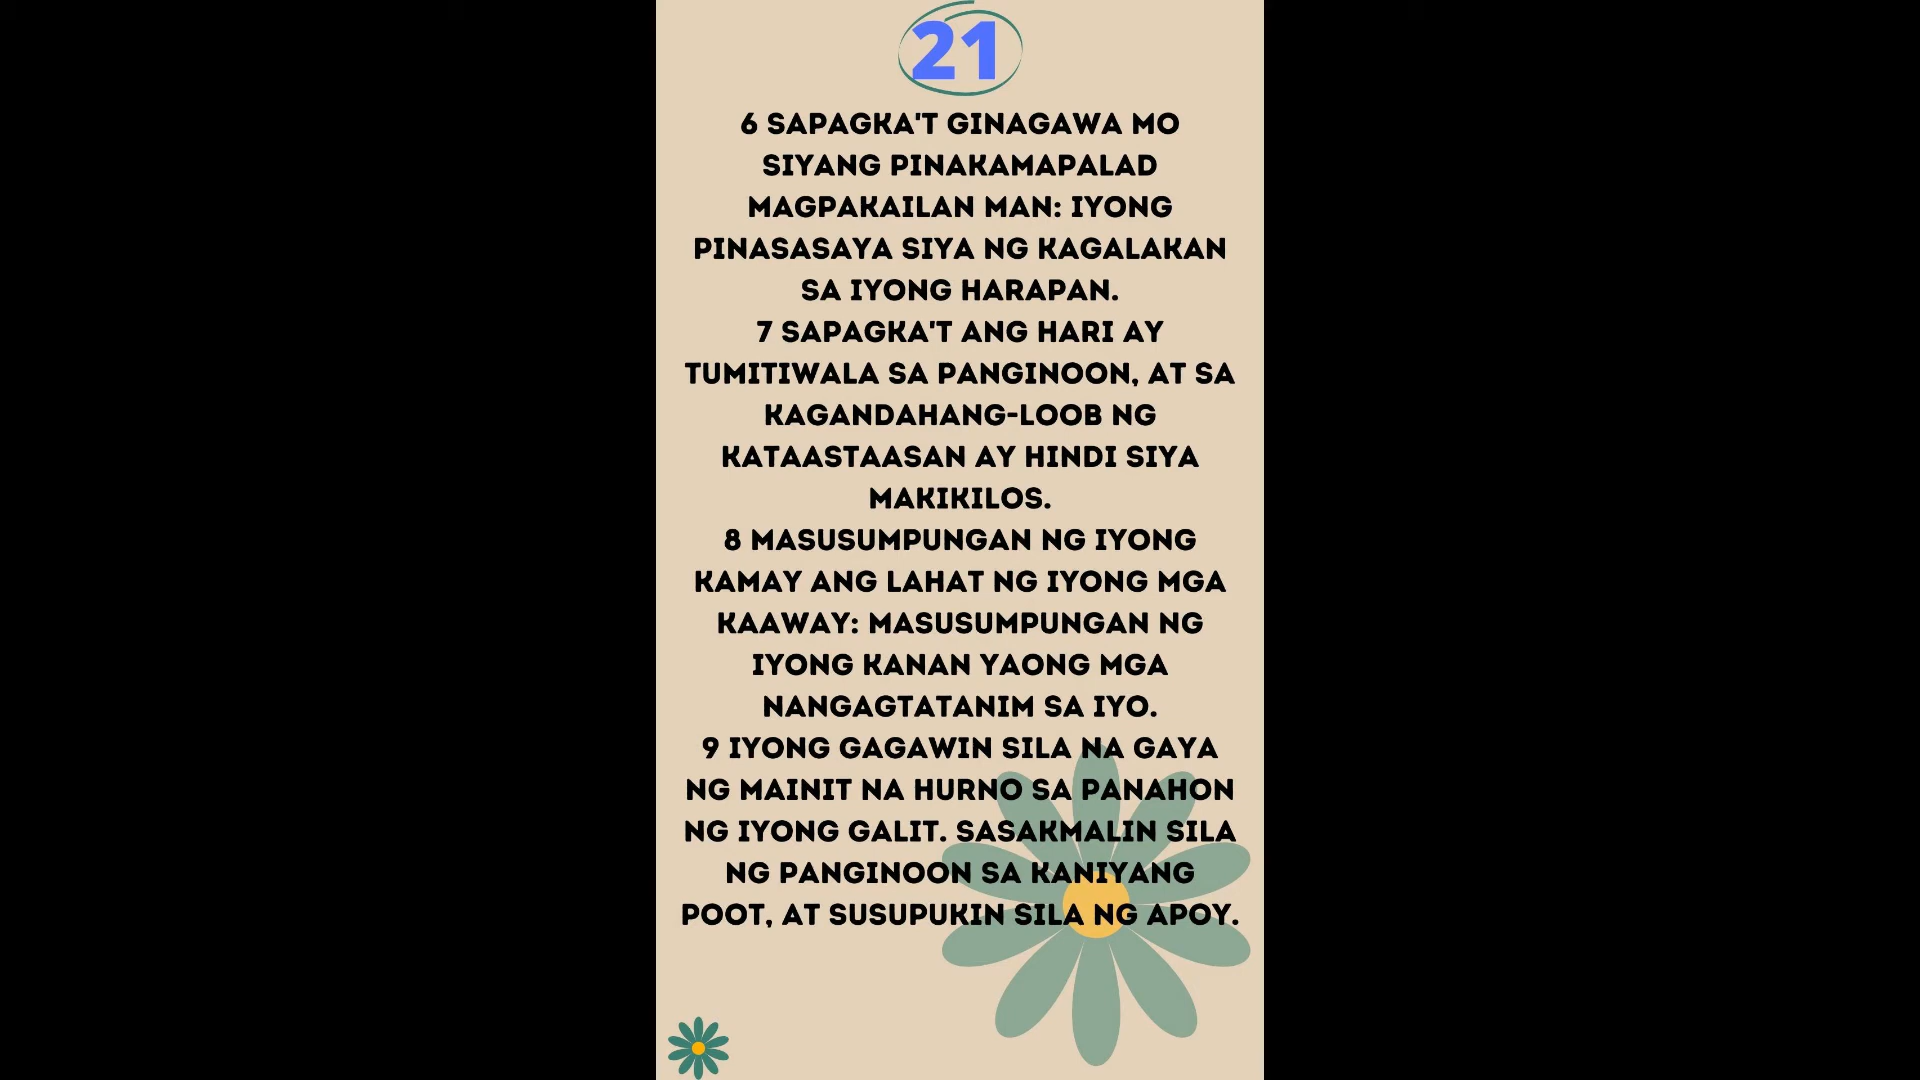 21
6 SAPAGKA'T GINAGAWA MO
SIYANG PINAKAMAPALAD
MAGPAKAILAN MAN: IYONG
PINASASAYA SIYA NG KAGALAKAN
SA IYONG HARAPAN.
7 SAPAGKA'T ANG HARI AY
TUMITIWALA SA PANGINOON, AT SA
KAGANDAHANG-LOOB NG
KATAASTAASAN AY HINDI SIYA
MAKIKILOS.
8 MASUSUMPUNGAN NG IYONG
KAMAY ANG LAHAT NG IYONG MGA
KAAWAY: MASUSUMPUNGAN NG
IYONG KANAN YAONG MGA
NANGAGTATANIM SA IYO.
9 IYONG GAGAWIN SILA NA GAYA
NG MAINIT NA HURNO SA PANAHON
NG IYONG GALIT. SASAKMALIN SILA
NG PANGINOON SA KANIYANG
POOT, AT SUSUPUKIN SILA NG APOY.